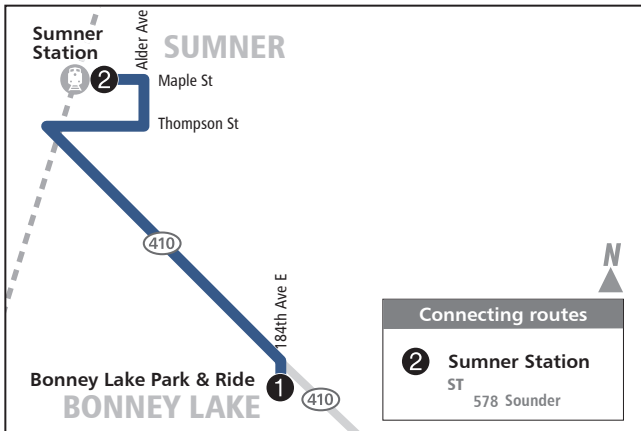 Sumner
Station
Alder Ave
SUMNER
2
Maple St
Thompson St
410
184th Ave E
N
Connecting routes
2 Sumner Station
ST
578 Sounder
Bonney Lake Park & Ride
1
BONNEY LAKE
410